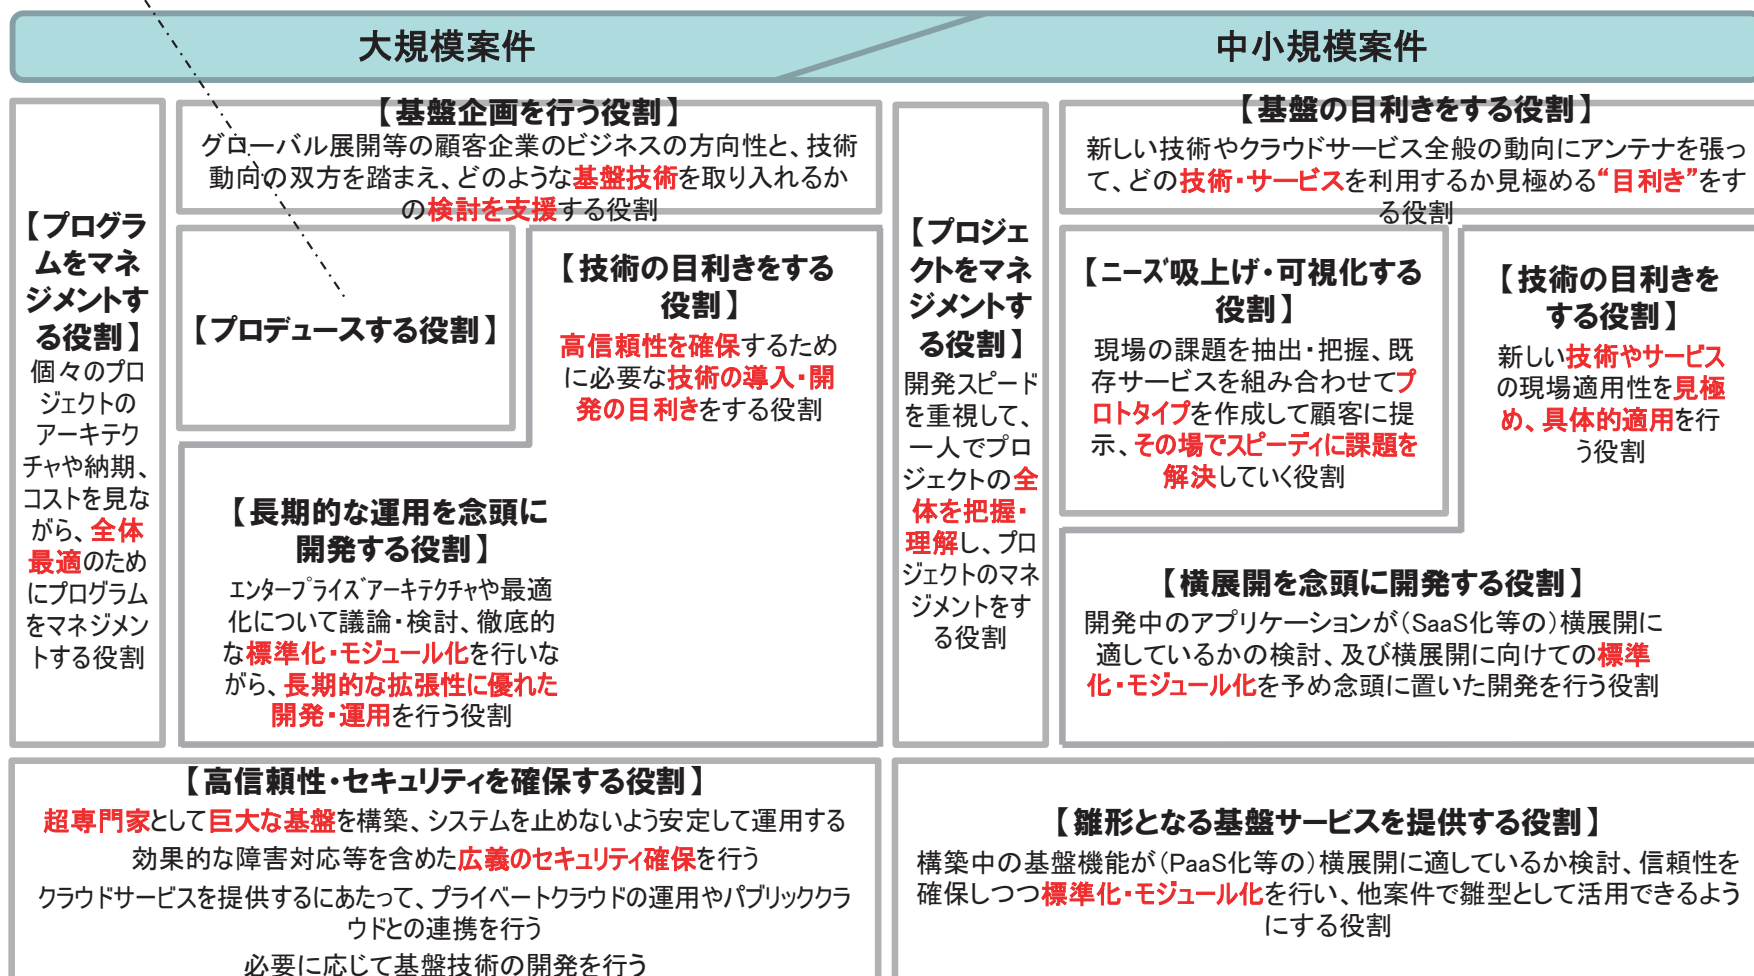 大規模案件
中小規模案件
【プログラ
ムをマネ
ジメントす
る役割】
個々のプロ
ジェクトの
アーキテク
チャや納期、
コストを見な
がら、全体
最適のため
にプログラム
をマネジメン
トする役割
【基盤企画を行う役割】
グローバル展開等の顧客企業のビジネスの方向性と、技術
動向の双方を踏まえ、どのような基盤技術を取り入れるか
の検討を支援する役割
【プロデュースする役割】
【技術の目利きをする
役割】
高信頼性を確保するため
に必要な技術の導入・開
発の目利きをする役割
【長期的な運用を念頭に
開発する役割】
エンタープライズアーキテクチャや最適
化について議論・検討、徹底的
な標準化・モジュール化を行いな
がら、長期的な拡張性に優れた
開発・運用を行う役割
【高信頼性・セキュリティを確保する役割】
超専門家として巨大な基盤を構築、システムを止めないよう安定して運用する
効果的な障害対応等を含めた広義のセキュリティ確保を行う
クラウドサービスを提供するにあたって、プライベートクラウドの運用やパブリッククラ
ウドとの連携を行う
必要に応じて基盤技術の開発を行う
【プロジェ
クトをマネ
ジメントす
る役割】
開発スピード
を重視して、
一人でプロ
ジェクトの全
体を把握・
理解し、プロ
ジェクトのマネ
ジメントをす
る役割
【基盤の目利きをする役割】
新しい技術やクラウドサービス全般の動向にアンテナを張っ
て、どの技術・サービスを利用するか見極める“目利き”をす
る役割
【ニーズ吸上げ・可視化する
役割】
現場の課題を抽出・把握、既
存サービスを組み合わせてプ
ロトタイプを作成して顧客に提
示、その場でスピーディに課題を
解決していく役割
【技術の目利きを
する役割】
新しい技術やサービス
の現場適用性を見極
め、具体的適用を行
う役割
【横展開を念頭に開発する役割】
開発中のアプリケーションが（SaaS化等の）横展開に
適しているかの検討、及び横展開に向けての標準
化・モジュール化を予め念頭に置いた開発を行う役割
【雛形となる基盤サービスを提供する役割】
構築中の基盤機能が（PaaS化等の）横展開に適しているか検討、信頼性を
確保しつつ標準化・モジュール化を行い、他案件で雛型として活用できるよう
にする役割